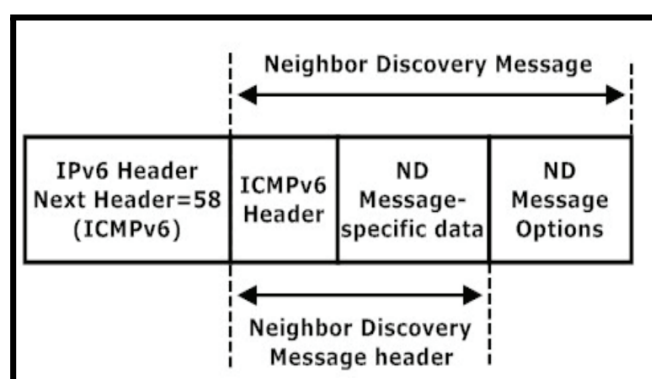 Neighbor Discovery Message
IPv6 Header
Next Header=58
(ICMPv6)
ICMPv6
Header
ND
Message-
specific data
ND
Message
Options
Neighbor Discovery
Message header